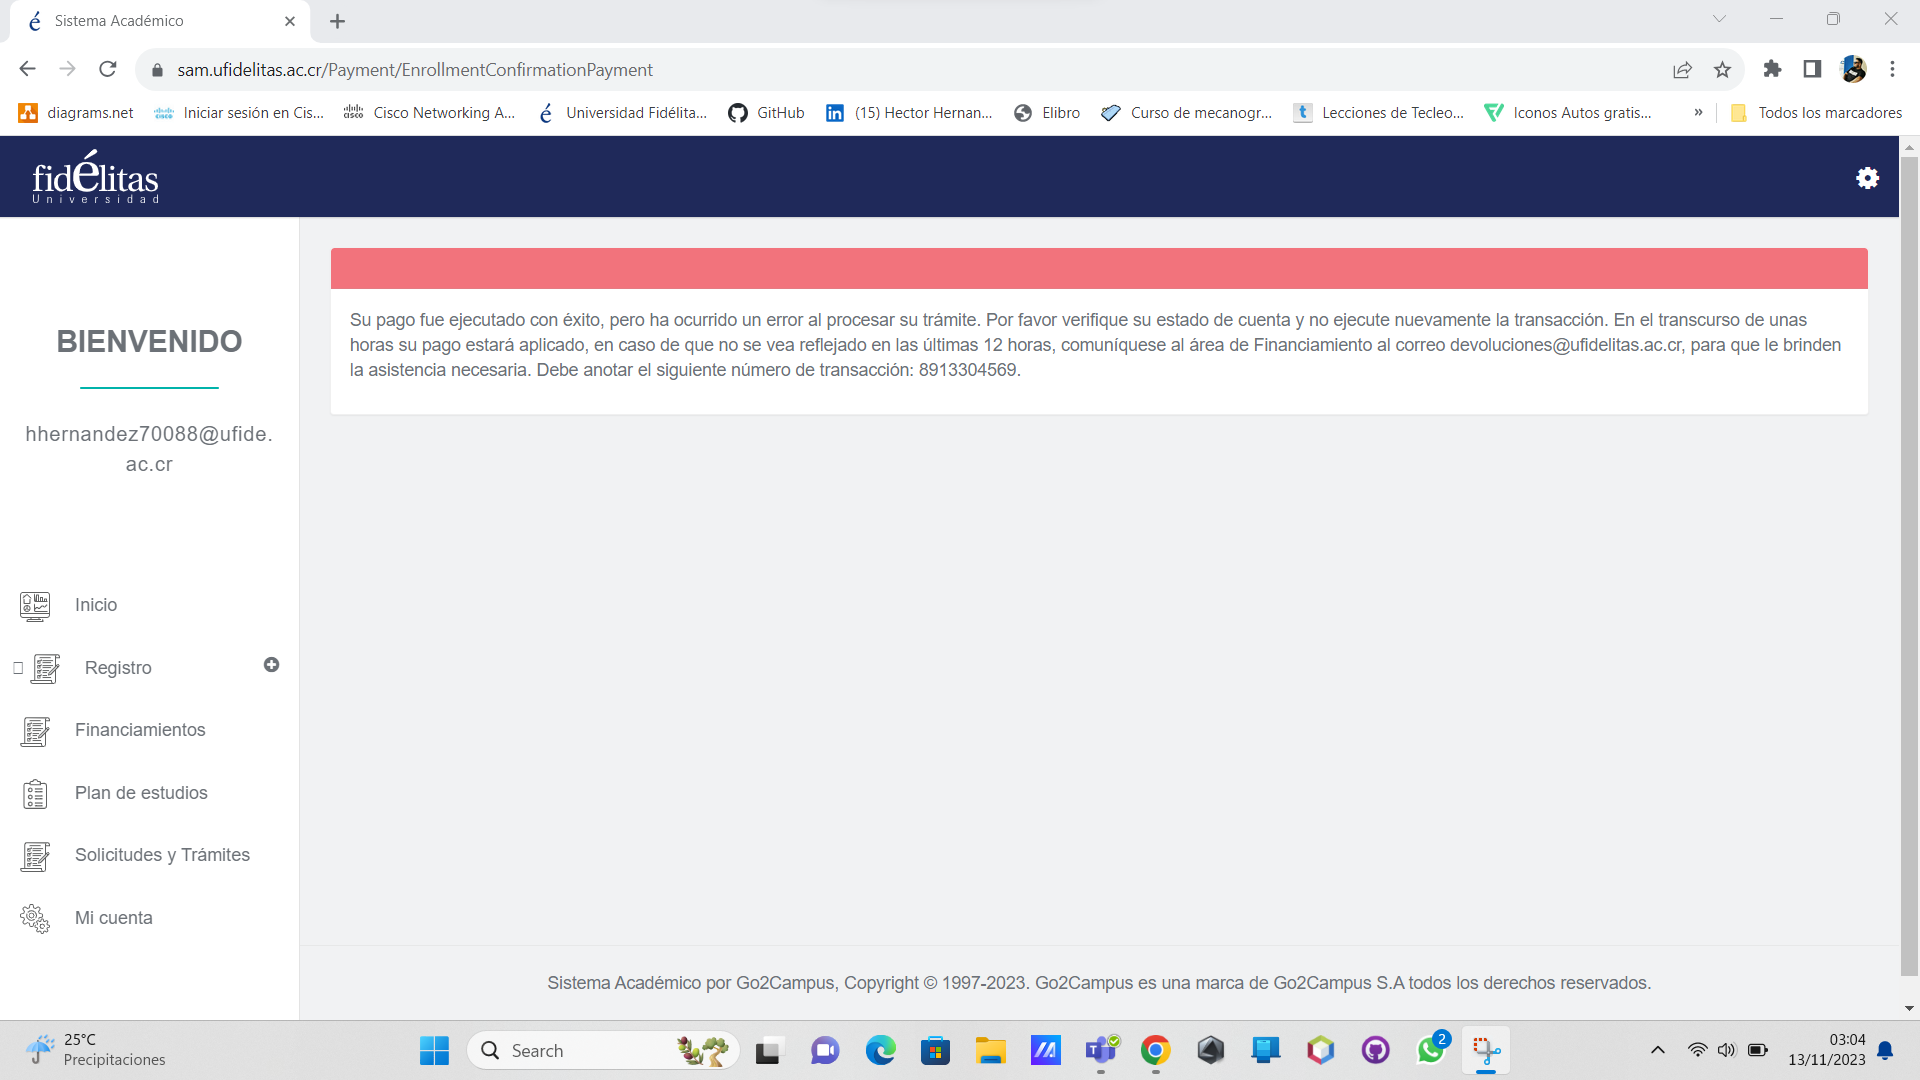 Sistema Académico
sam.ufidelitas.ac.cr/Payment/EnrollmentConfirmationPayment
diagrams.net
Iniciar sesión en Cis...
Cisco Networking A...
Universidad Fidélita...
GitHub
(15) Hector Hernan...
Elibro
Curso de mecanogr...
Lecciones de Tecleo...
Iconos Autos gratis...
»
Todos los marcadores
fidélitas
Universidad
BIENVENIDO
hhernandez70088@ufide.
ac.cr
Inicio
Registro
Financiamientos
Plan de estudios
Solicitudes y Trámites
Mi cuenta
Su pago fue ejecutado con éxito, pero ha ocurrido un error al procesar su trámite. Por favor verifique su estado de cuenta y no ejecute nuevamente la transacción. En el transcurso de unas
horas su pago estará aplicado, en caso de que no se vea reflejado en las últimas 12 horas, comuníquese al área de Financiamiento al correo devoluciones@ufidelitas.ac.cr, para que le brinden
la asistencia necesaria. Debe anotar el siguiente número de transacción: 8913304569.
Sistema Académico por Go2Campus, Copyright © 1997-2023. Go2Campus es una marca de Go2Campus S.A todos los derechos reservados.
25°C
Precipitaciones
Search
2
03:04
13/11/2023